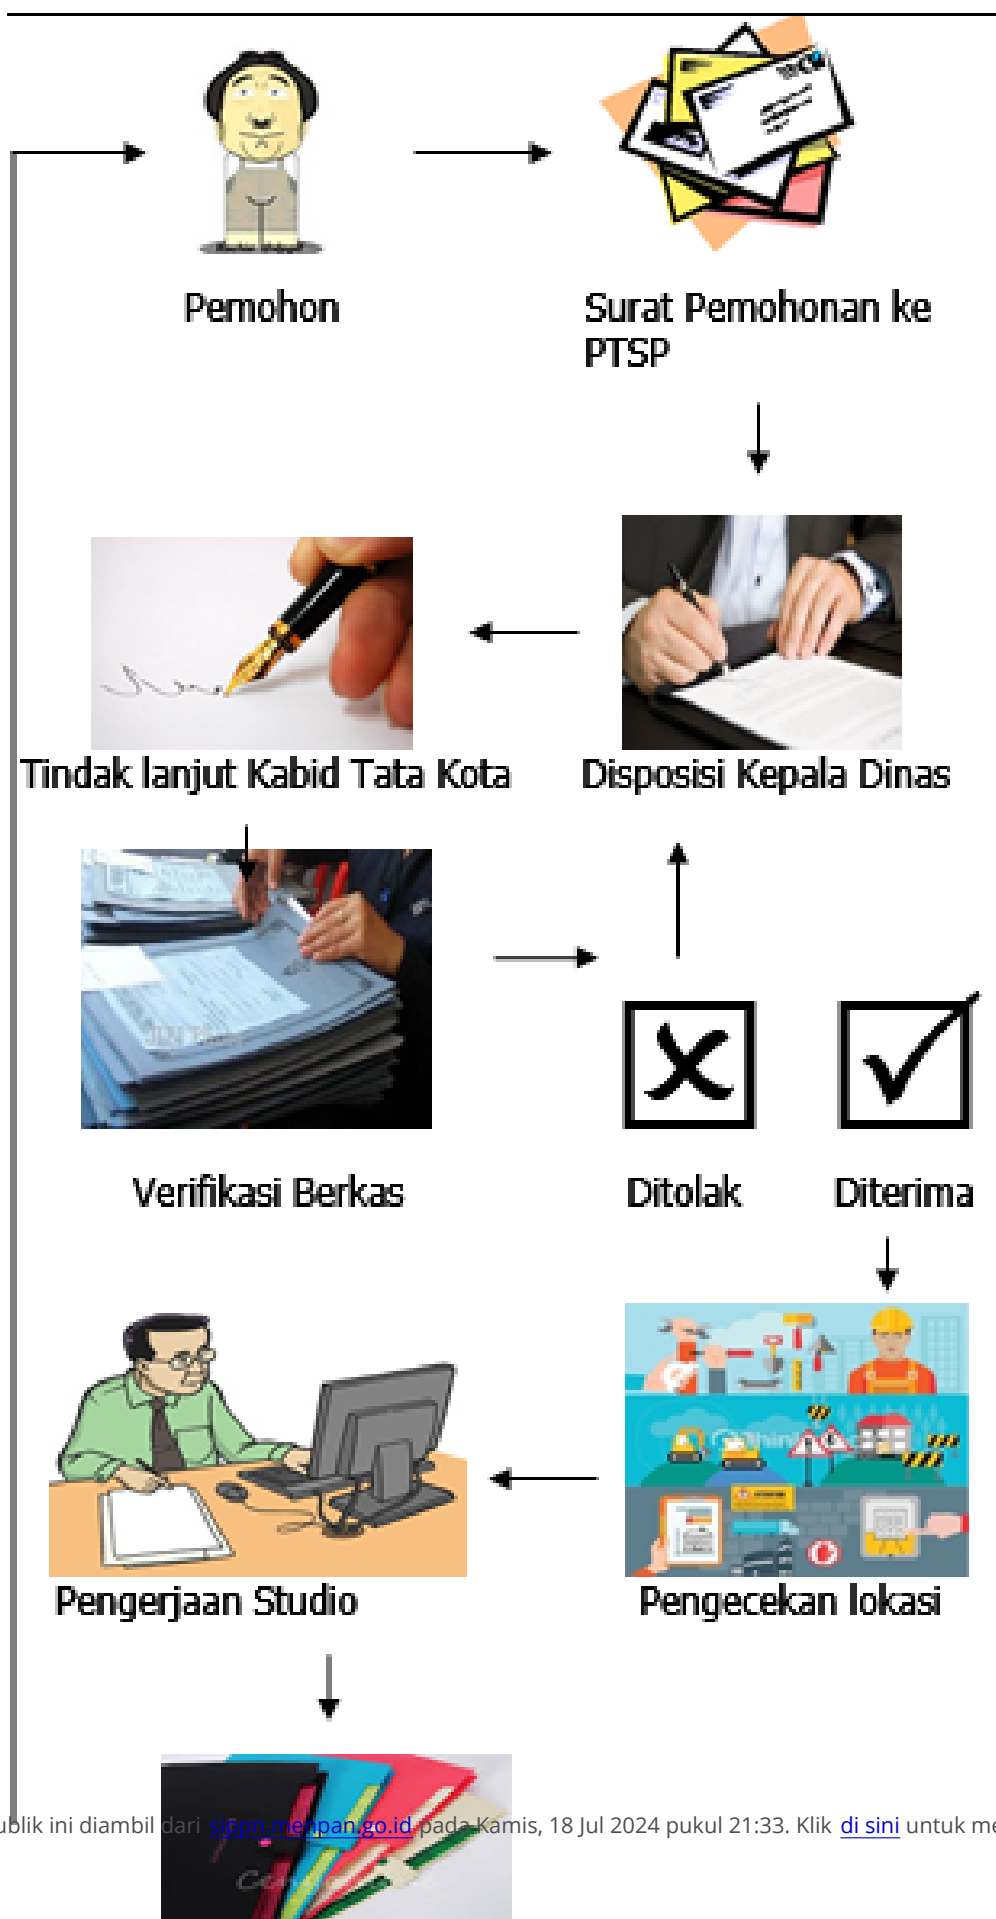 Pemohon
Surat Pemohonan ke
PTSP
Tindak lanjut Kabid Tata Kota
Disposisi Kepala Dinas
Verifikasi Berkas
Ditolak
Diterima
Pengerjaan Studio
Pengecekan lokasi
ublik ini diambil dari sippn.menpan.go.id pada Kamis, 18 Jul 2024 pukul 21:33. Klik di sini untuk me